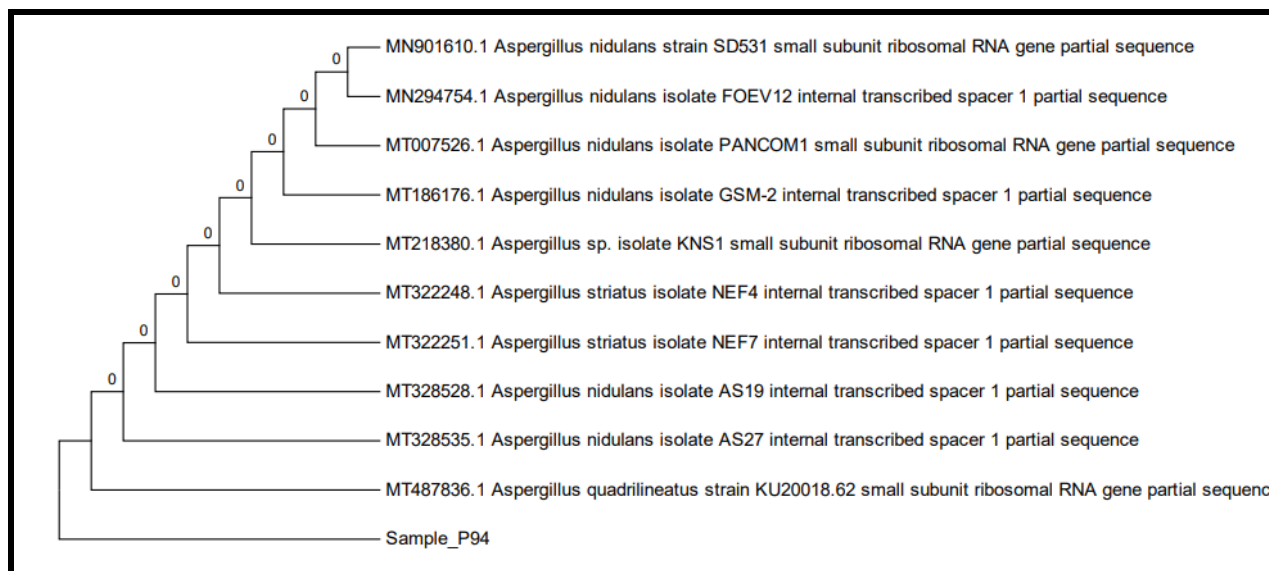 MN901610.1 Aspergillus nidulans strain SD531 small subunit ribosomal RNA gene partial sequence
0
MN294754.1 Aspergillus nidulans isolate FOEV12 internal transcribed spacer 1 partial sequence
0
MT007526.1 Aspergillus nidulans isolate PANCOM1 small subunit ribosomal RNA gene partial sequence
0
MT186176.1 Aspergillus nidulans isolate GSM-2 internal transcribed spacer 1 partial sequence
0
MT218380.1 Aspergillus sp. isolate KNS1 small subunit ribosomal RNA gene partial sequence
0
MT322248.1 Aspergillus striatus isolate NEF4 internal transcribed spacer 1 partial sequence
0
MT322251.1 Aspergillus striatus isolate NEF7 internal transcribed spacer 1 partial sequence
0
MT328528.1 Aspergillus nidulans isolate AS19 internal transcribed spacer 1 partial sequence
0
MT328535.1 Aspergillus nidulans isolate AS27 internal transcribed spacer 1 partial sequence
MT487836.1 Aspergillus quadrilineatus strain KU20018.62 small subunit ribosomal RNA gene partial sequenc
Sample_P94